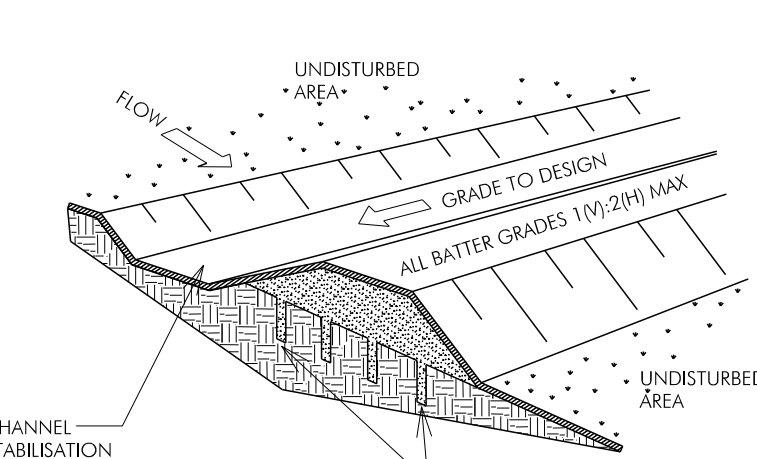 UNDISTURBED
AREA
FLOW
GRADE TO DESIGN
ALL BATTER GRADES 1(V):2(H) MAX
UNDISTURBED
AREA
HANNEL
TABILISATION